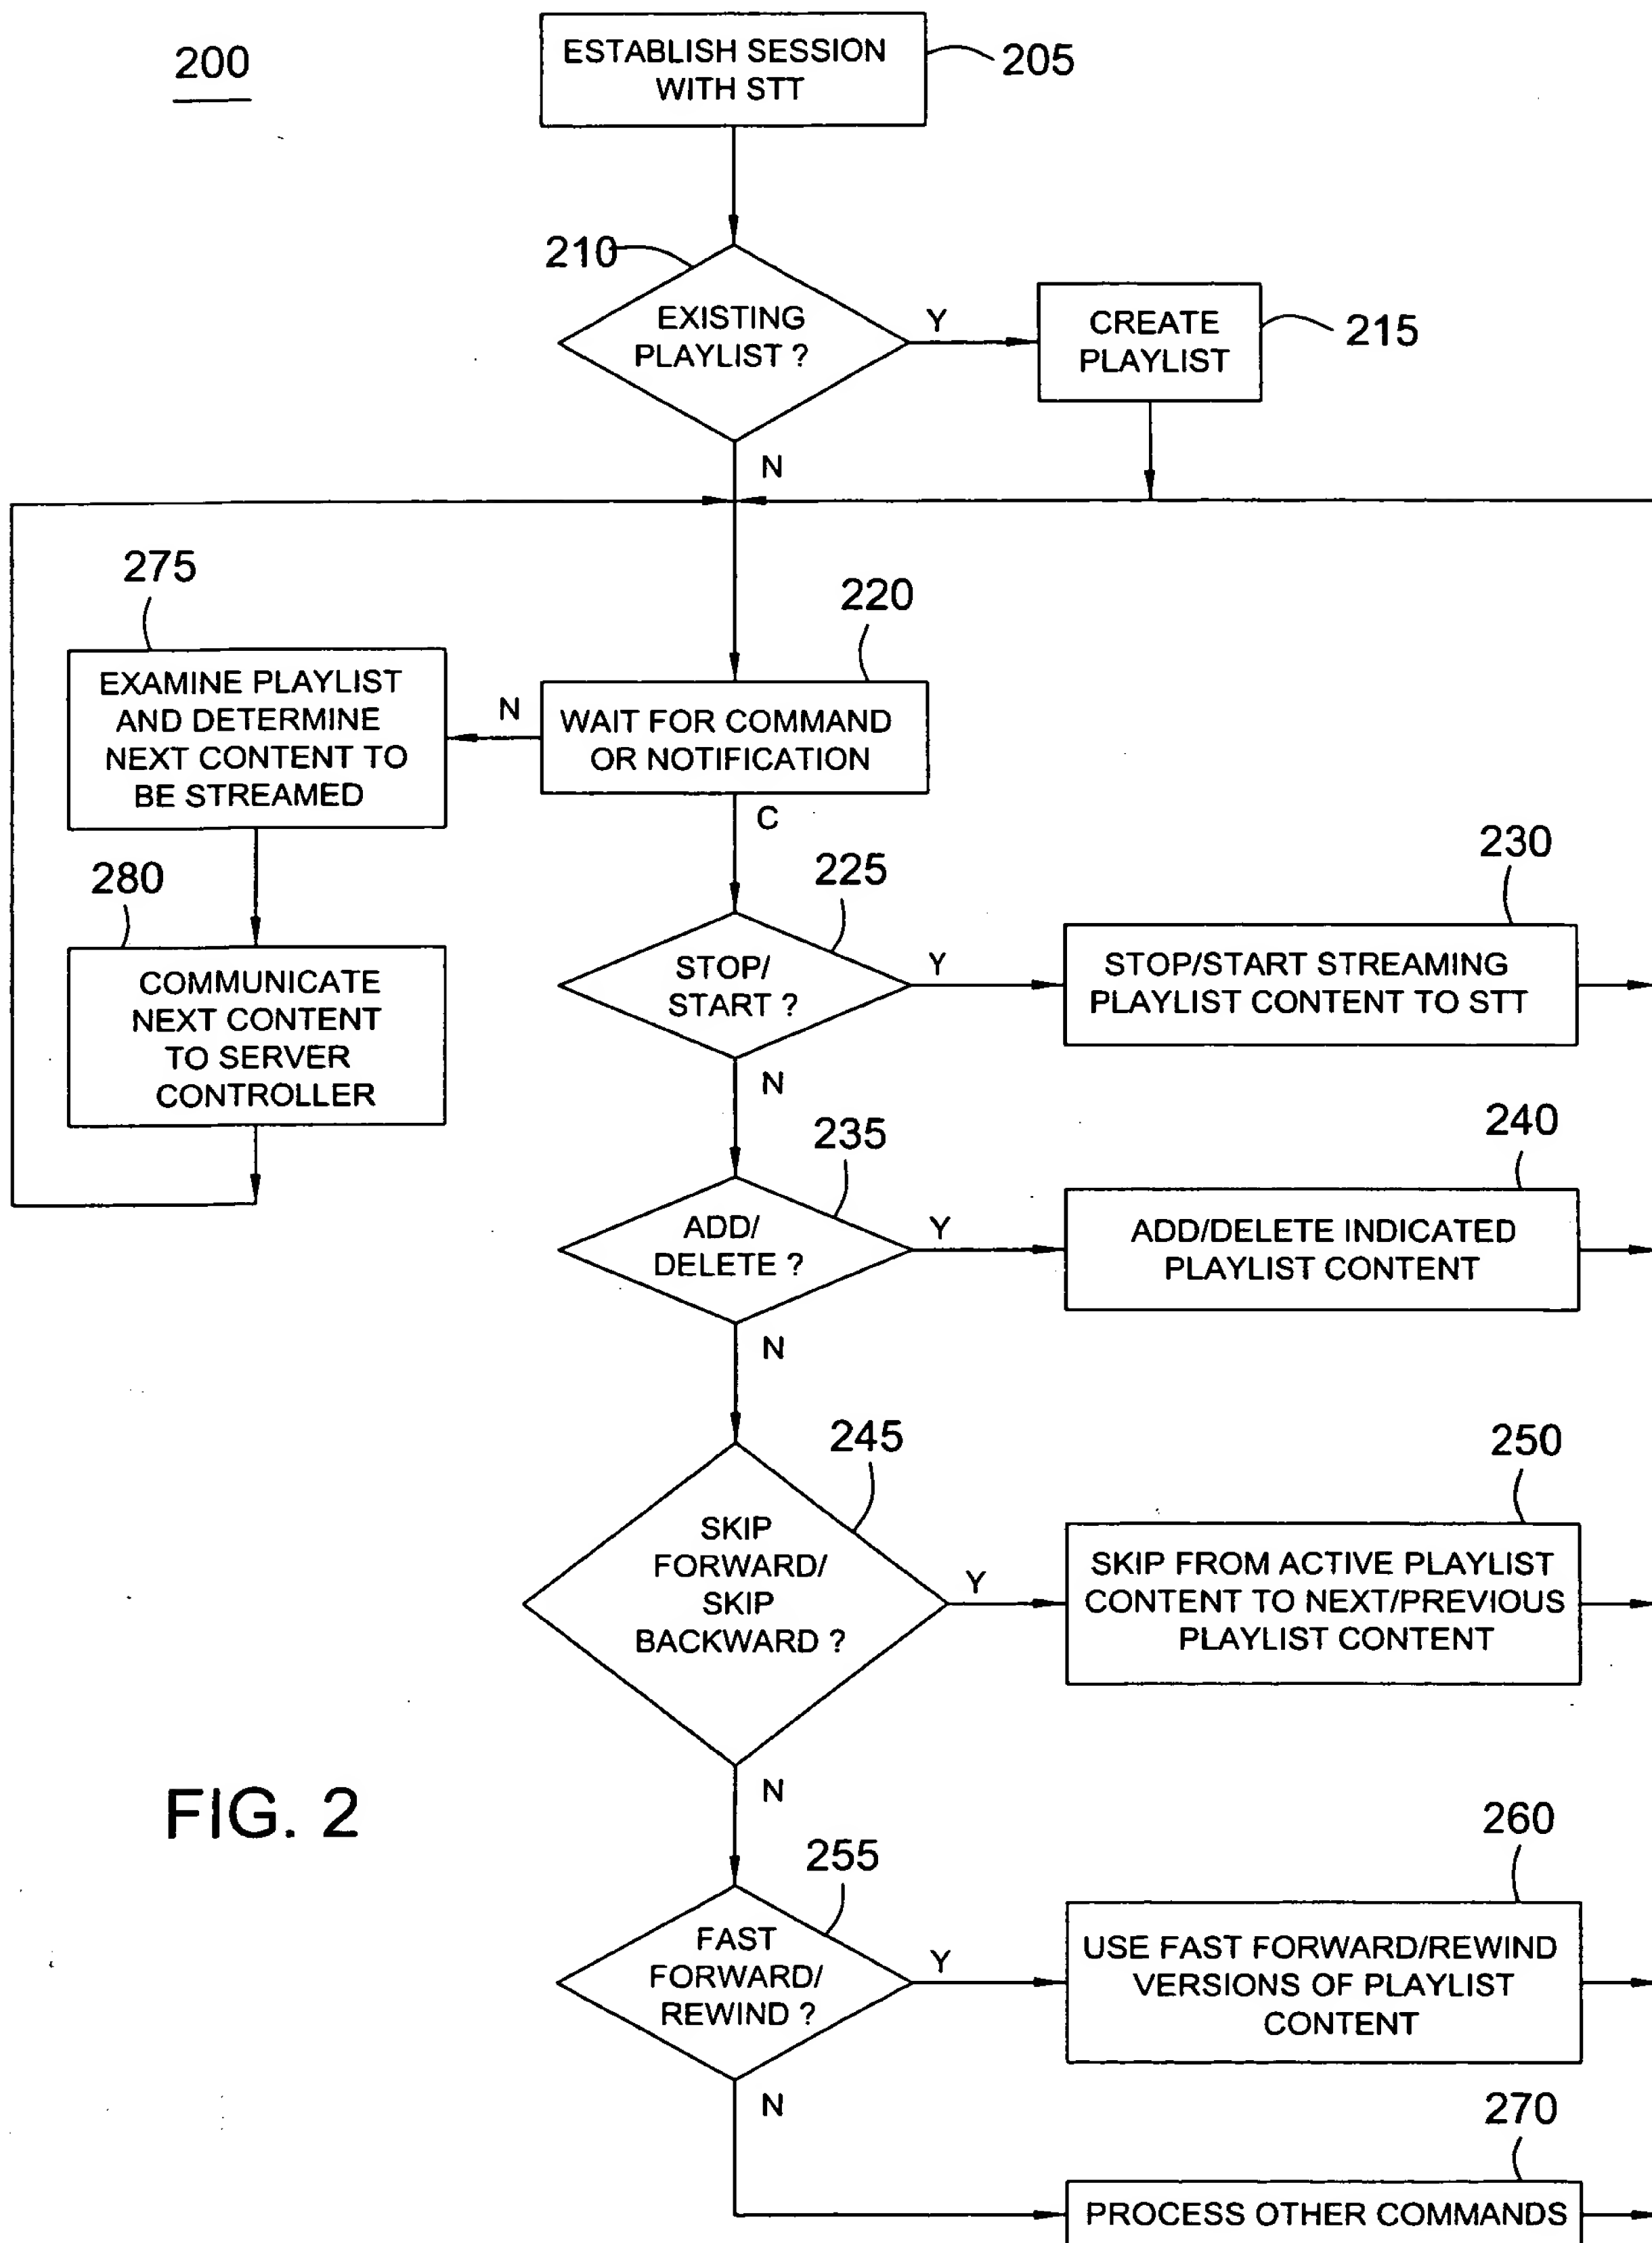 200
ESTABLISH SESSION
WITH STT
205
210
EXISTING
PLAYLIST ?
Y
CREATE
PLAYLIST
215
N
275
220
EXAMINE PLAYLIST
AND DETERMINE
NEXT CONTENT TO
BE STREAMED
N
WAIT FOR COMMAND
OR NOTIFICATION
C
280
COMMUNICATE
NEXT CONTENT
TO SERVER
CONTROLLER
225
STOP/
START ?
Y
230
STOP/START STREAMING
PLAYLIST CONTENT TO STT
N
235
ADD/
DELETE ?
Y
240
ADD/DELETE INDICATED
PLAYLIST CONTENT
N
245
SKIP
FORWARD/
SKIP
BACKWARD ?
Y
250
SKIP FROM ACTIVE PLAYLIST
CONTENT TO NEXT/PREVIOUS
PLAYLIST CONTENT
N
FIG. 2
255
FAST
FORWARD/
REWIND ?
Y
260
USE FAST FORWARD/REWIND
VERSIONS OF PLAYLIST
CONTENT
N
270
PROCESS OTHER COMMANDS